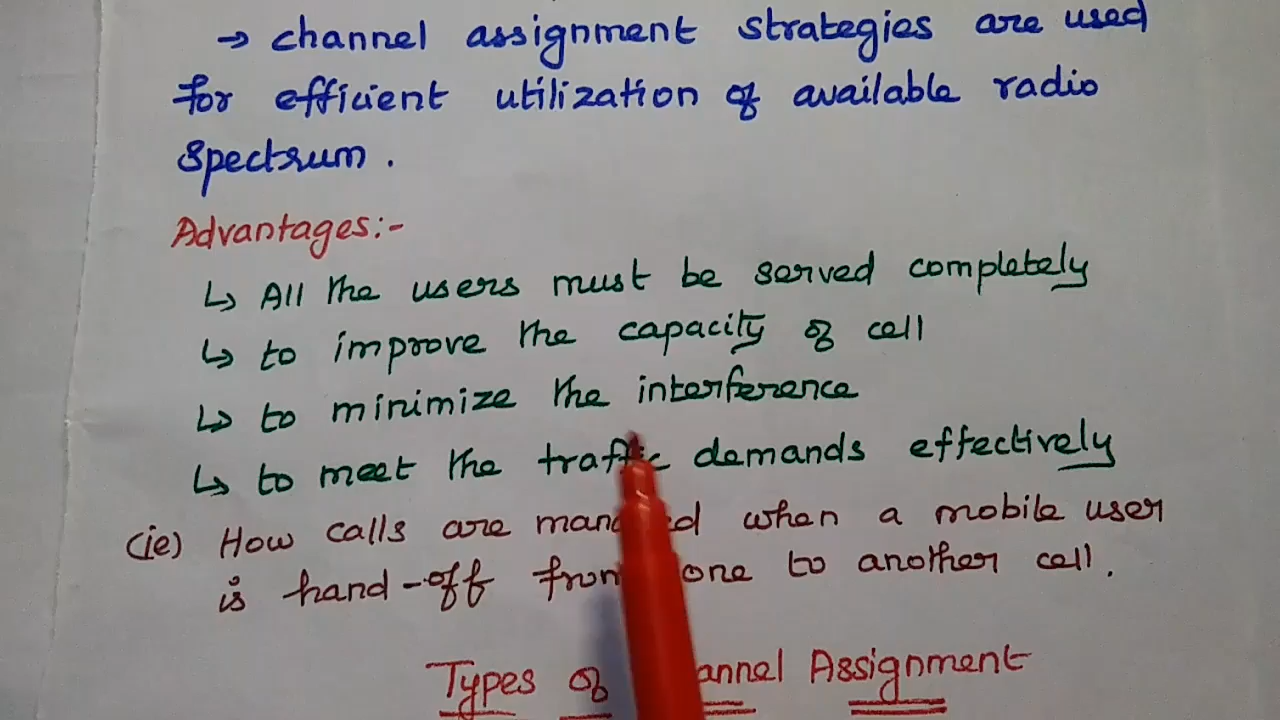 → channel assignment strategies are used
for efficient utilization of available radio
spectrum.
Advantages:-
↳ All the users must be served completely
↳ to improve the capacity of cell
↳ to minimize the interference
↳ to meet the traffic demands effectively
(ie) How calls are managed when a mobile user
is hand-off from one to another cell.
Types of Channel Assignment